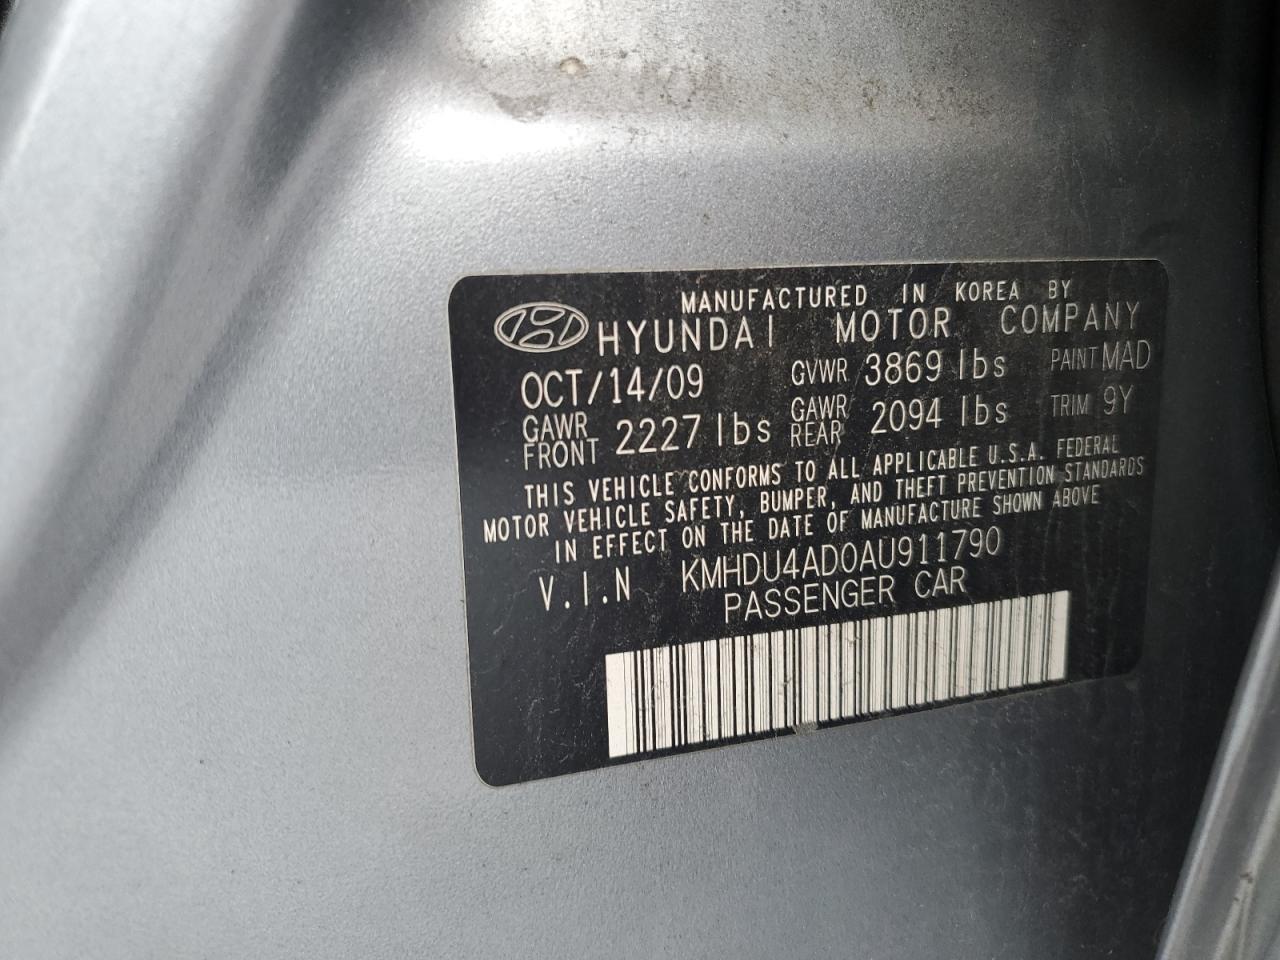 MANUFACTURED IN KOREA BY
HYUNDAI MOTOR COMPANY
OCT/14/09 GVWR 3869 lbs PAINT MAD
GAWR FRONT 2227 lbs GAWR REAR 2094 lbs TRIM 9Y
THIS VEHICLE CONFORMS TO ALL APPLICABLE U.S.A. FEDERAL
MOTOR VEHICLE SAFETY, BUMPER, AND THEFT PREVENTION STANDARDS
IN EFFECT ON THE DATE OF MANUFACTURE SHOWN ABOVE
V.I.N KMHDU4AD0AU911790
PASSENGER CAR